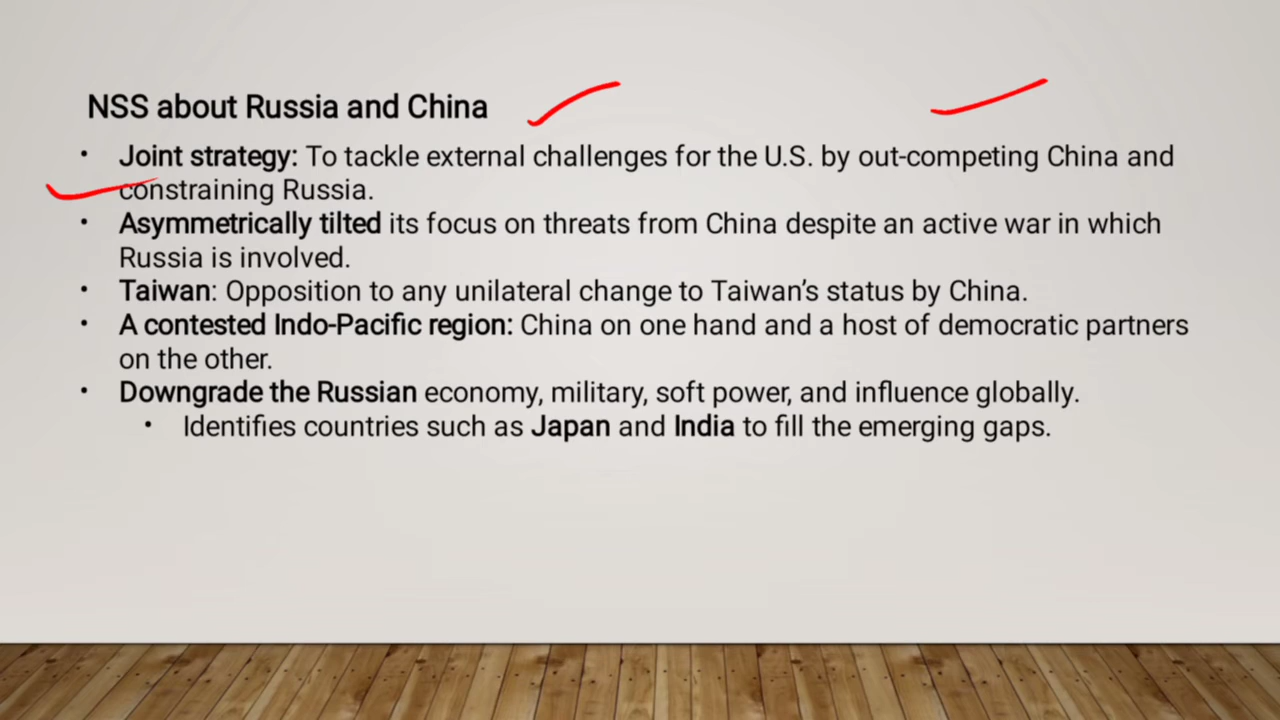 NSS about Russia and China
• Joint strategy: To tackle external challenges for the U.S. by out-competing China and
constraining Russia.
• Asymmetrically tilted its focus on threats from China despite an active war in which
Russia is involved.
• Taiwan: Opposition to any unilateral change to Taiwan’s status by China.
• A contested Indo-Pacific region: China on one hand and a host of democratic partners
on the other.
• Downgrade the Russian economy, military, soft power, and influence globally.
• Identifies countries such as Japan and India to fill the emerging gaps.